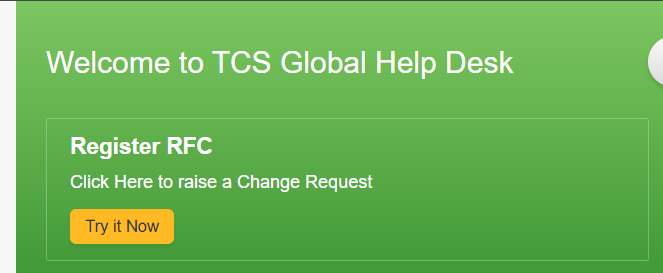 Welcome to TCS Global Help Desk
Register RFC
Click Here to raise a Change Request
Try it Now